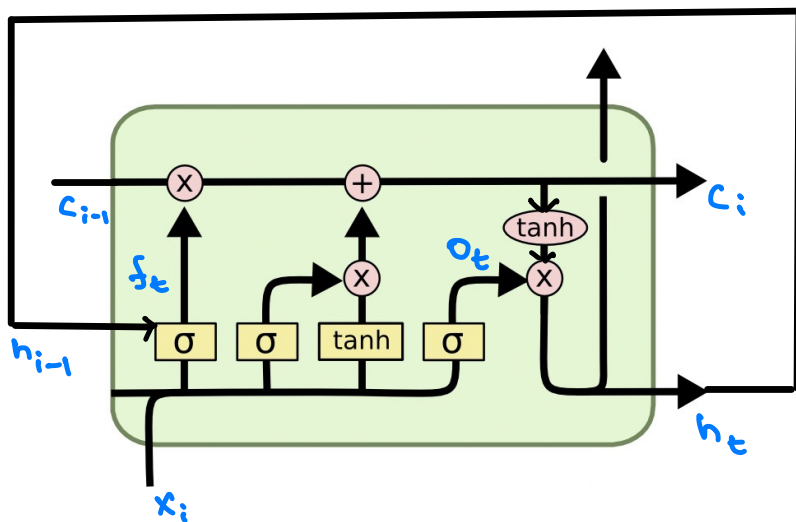 x
+
C_{i-1}
C_i
tanh
f_t
o_t
x
x
σ
σ
tanh
σ
h_{i-1}
h_t
x_i